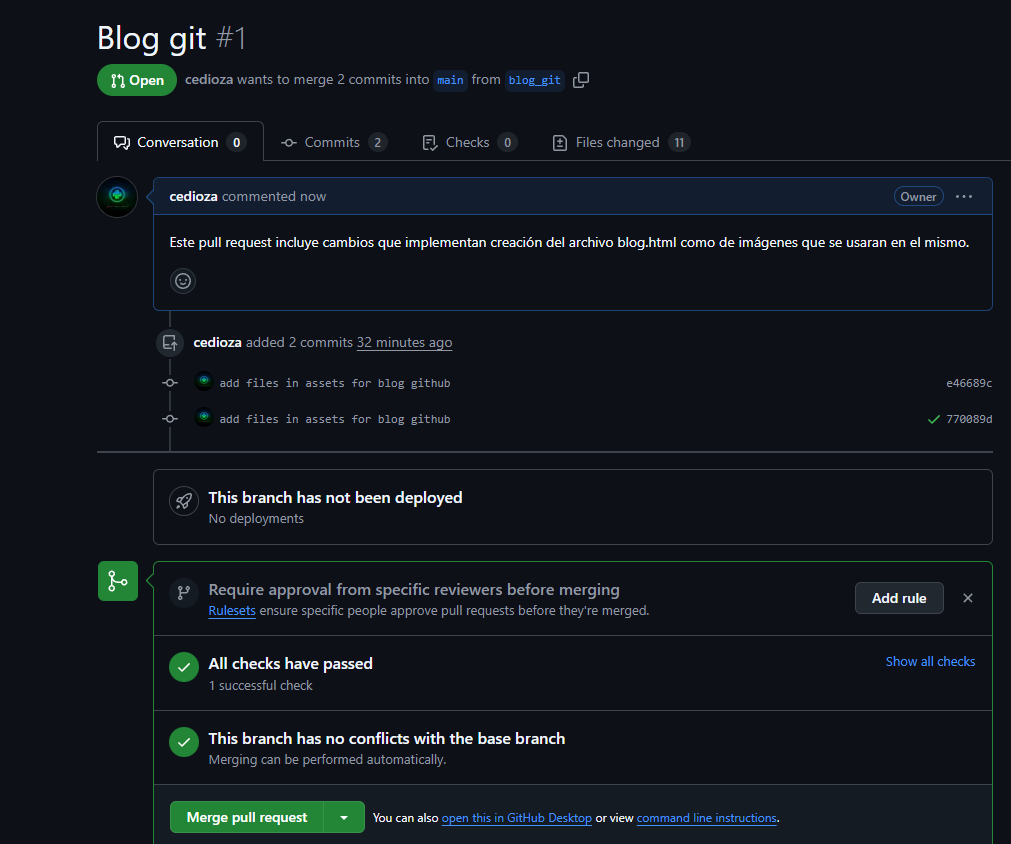 Blog git #1
Open cedioza wants to merge 2 commits into main from blog_git
Conversation 0 Commits 2 Checks 0 Files changed 11
cedioza commented now Owner ...
Este pull request incluye cambios que implementan creación del archivo blog.html como de imágenes que se usaran en el mismo.
cedioza added 2 commits 32 minutes ago
add files in assets for blog github e46689c
add files in assets for blog github 770089d
This branch has not been deployed
No deployments
Require approval from specific reviewers before merging
Rulesets ensure specific people approve pull requests before they're merged.
Add rule
All checks have passed
1 successful check
Show all checks
This branch has no conflicts with the base branch
Merging can be performed automatically.
Merge pull request You can also open this in GitHub Desktop or view command line instructions.